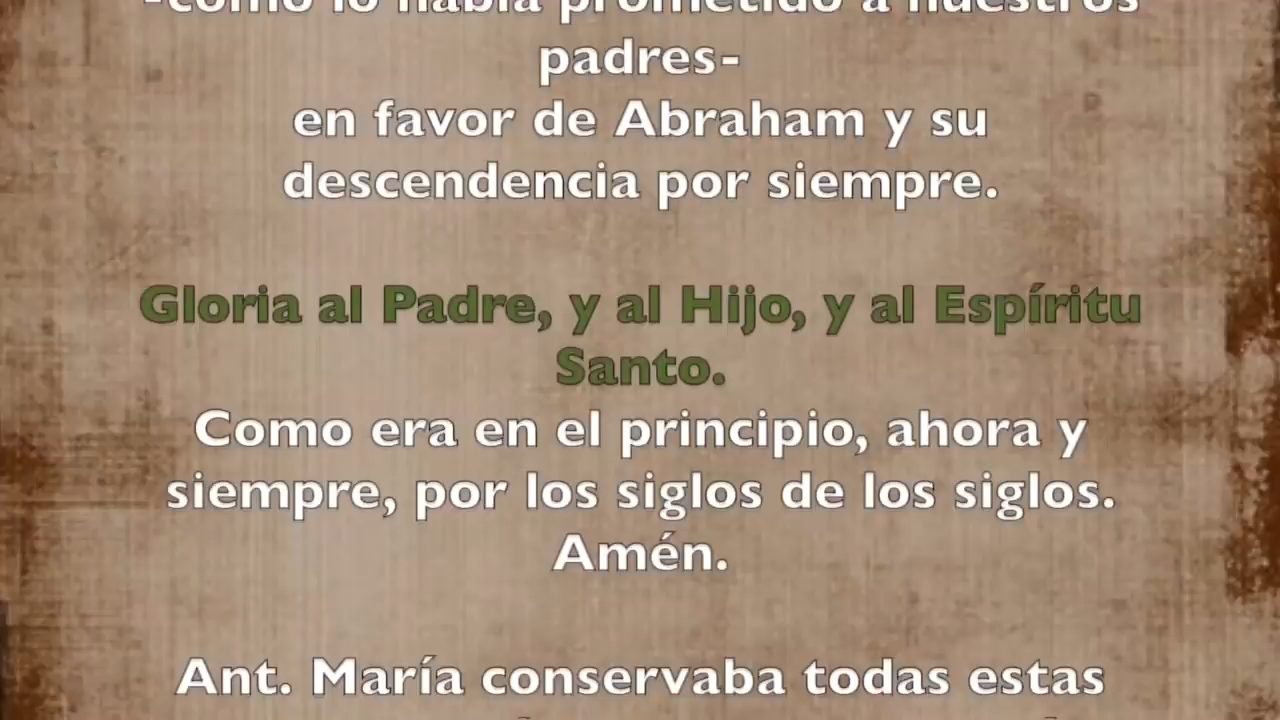 -como lo había prometido a nuestros
padres-
en favor de Abraham y su
descendencia por siempre.
Gloria al Padre, y al Hijo, y al Espíritu
Santo.
Como era en el principio, ahora y
siempre, por los siglos de los siglos.
Amén.
Ant. María conservaba todas estas